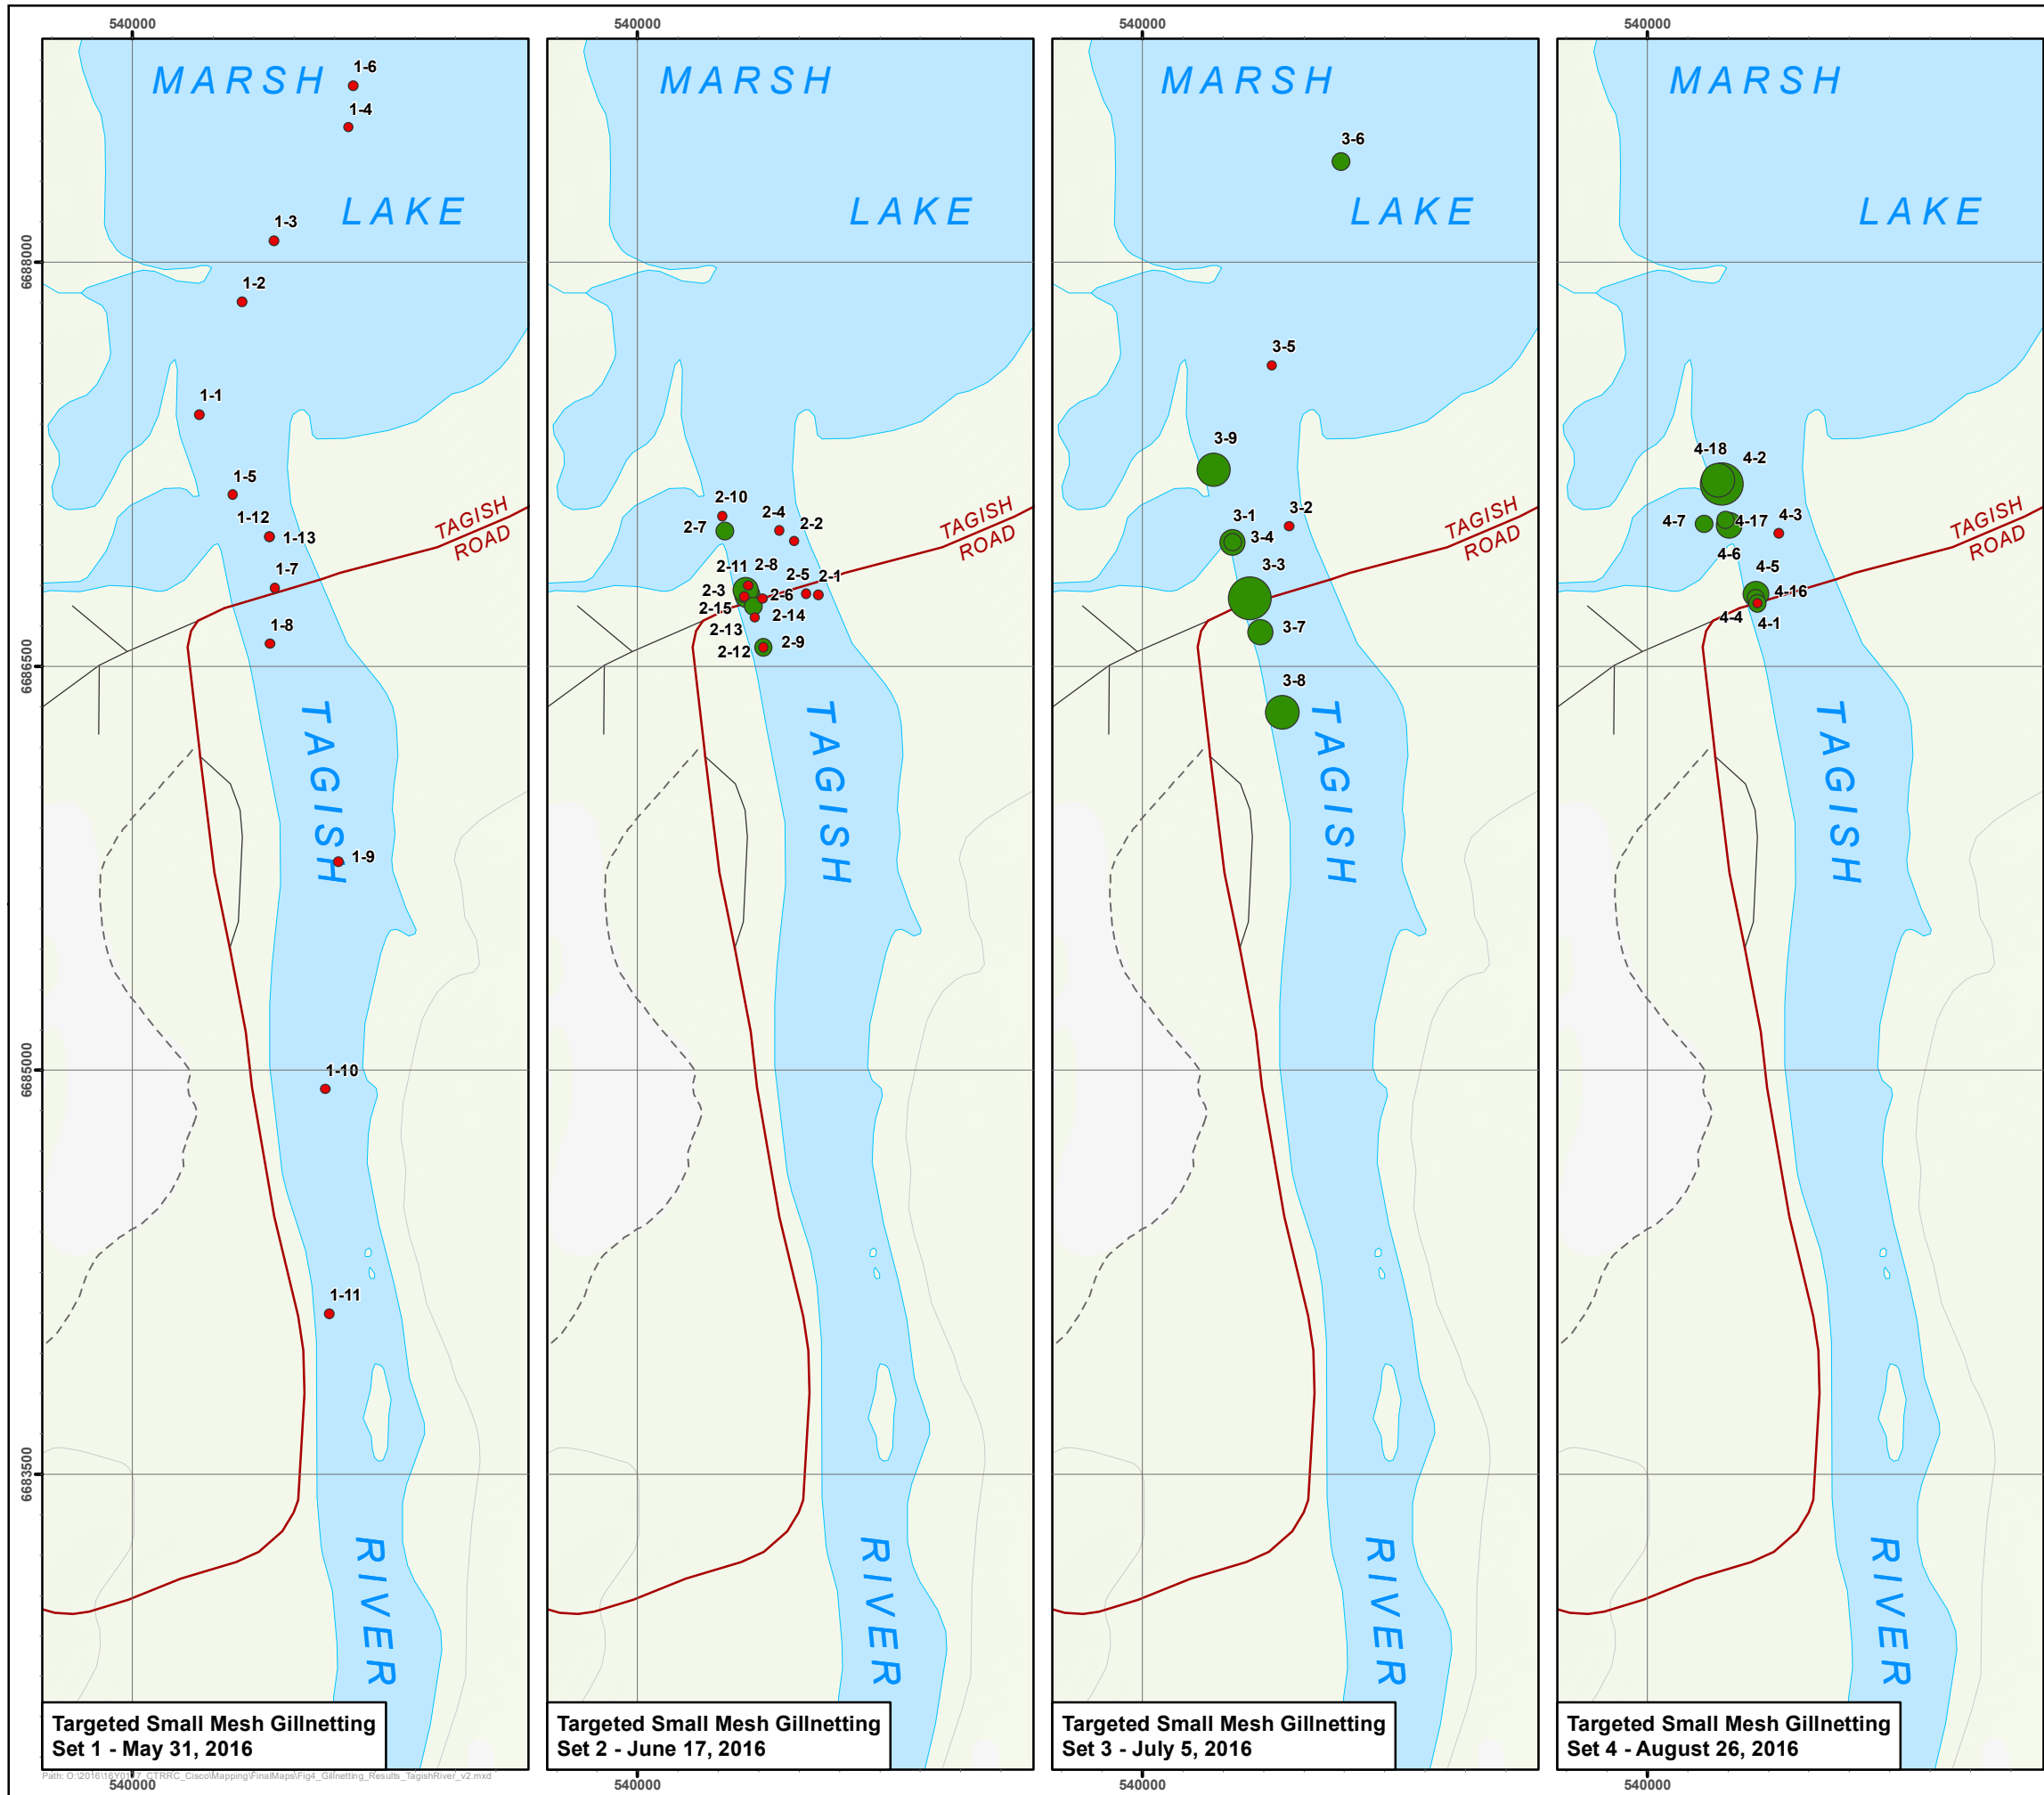 540000
540000
540000
540000
6688000
6686500
6685000
6683500
MARSH
LAKE
1-6
1-4
1-3
1-2
1-1
1-5
1-12
1-13
1-7
1-8
1-9
1-10
1-11
TAGISH
ROAD
TAGISH
RIVER
Targeted Small Mesh Gillnetting
Set 1 - May 31, 2016
MARSH
LAKE
2-10
2-7
2-4
2-2
2-8
2-11
2-5
2-1
2-3
2-6
2-15
2-14
2-13
2-9
2-12
TAGISH
ROAD
TAGISH
RIVER
Targeted Small Mesh Gillnetting
Set 2 - June 17, 2016
MARSH
LAKE
3-6
3-5
3-9
3-1
3-2
3-4
3-3
3-7
3-8
TAGISH
ROAD
TAGISH
RIVER
Targeted Small Mesh Gillnetting
Set 3 - July 5, 2016
MARSH
LAKE
4-18
4-2
4-7
4-17
4-3
4-6
4-5
4-16
4-4
4-1
TAGISH
ROAD
TAGISH
RIVER
Targeted Small Mesh Gillnetting
Set 4 - August 26, 2016
540000
540000
540000
540000